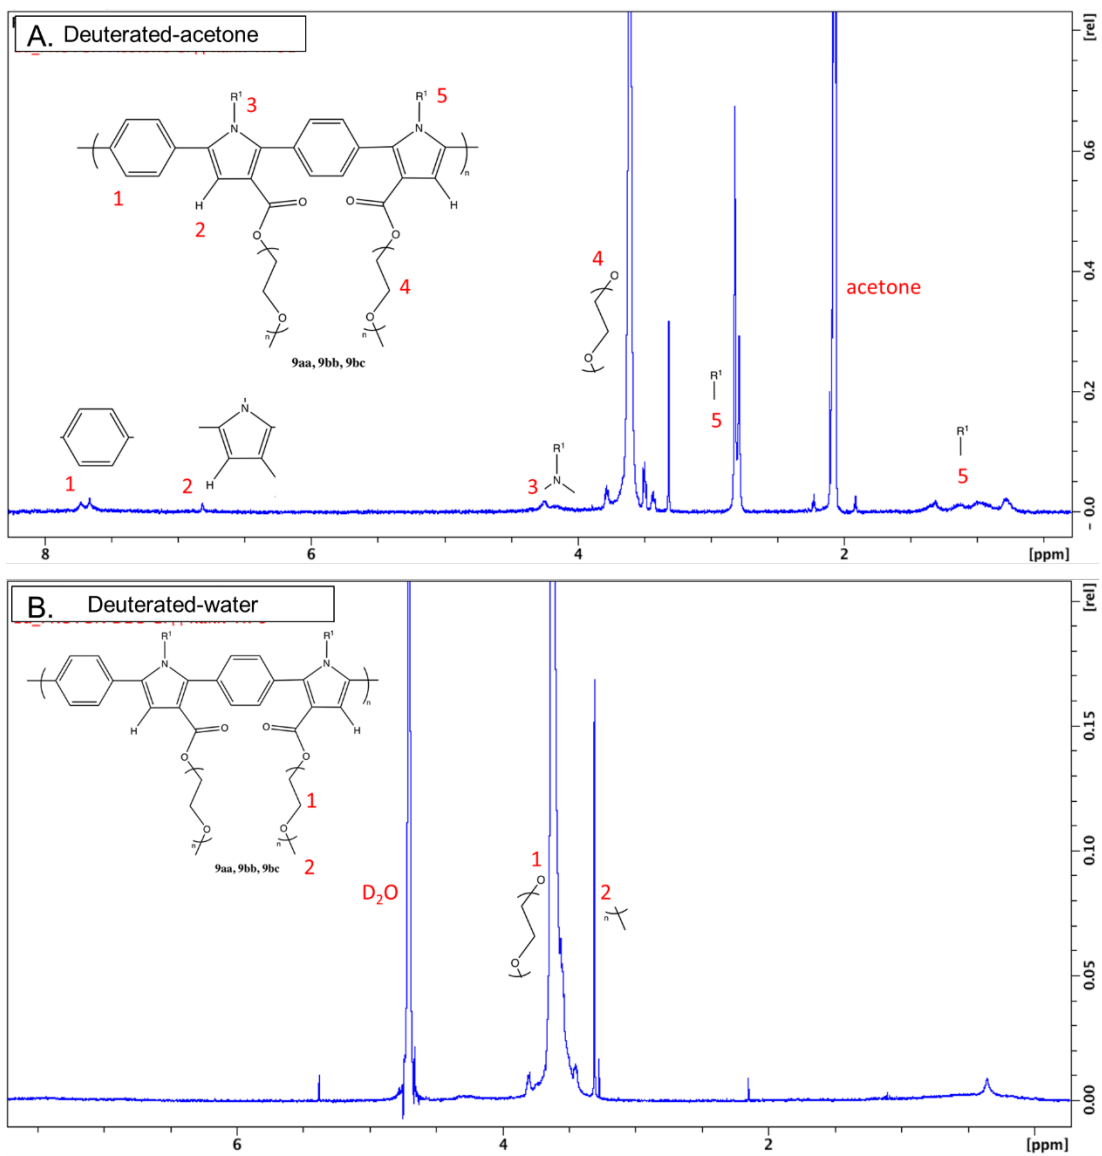 A. Deuterated-acetone
[rel]
R¹ 3 R¹ 5
N N
n
1 H O O H
2 O O
4
O O
n n
9aa, 9bb, 9bc
4 O
O
acetone
R¹
5
R¹
5
N
H
1 2
R¹
3 N
0.6
0.4
0.2
- 0.0
8 6 4 2 [ppm]
B. Deuterated-water
[rel]
R¹ R¹
N N
n
H O O H
O O
1
O O
n n
9aa, 9bb, 9bc 2
D₂O
1 O
O
2
n
0.15
0.10
0.05
0.00
6 4 2 [ppm]